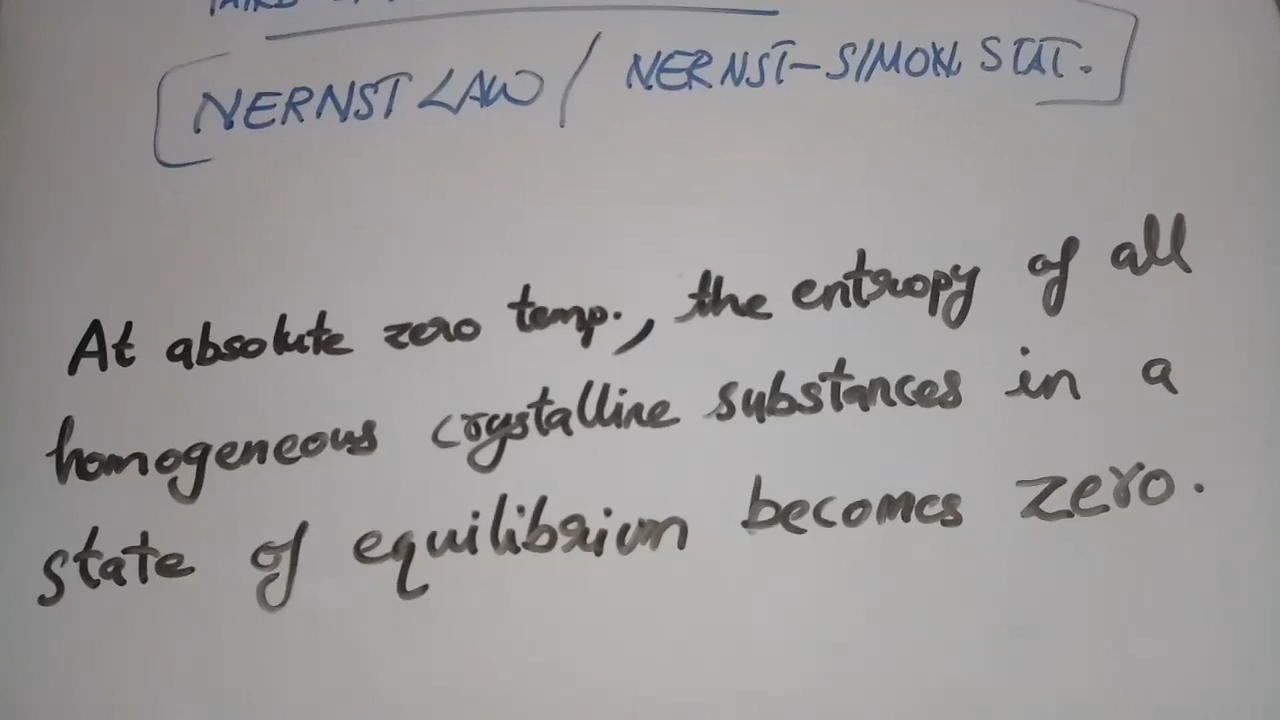 NERNST LAW / NERNST-SIMON STAT.
At absolute zero temp., the entropy of all
homogeneous crystalline substances in a
state of equilibrium becomes zero.